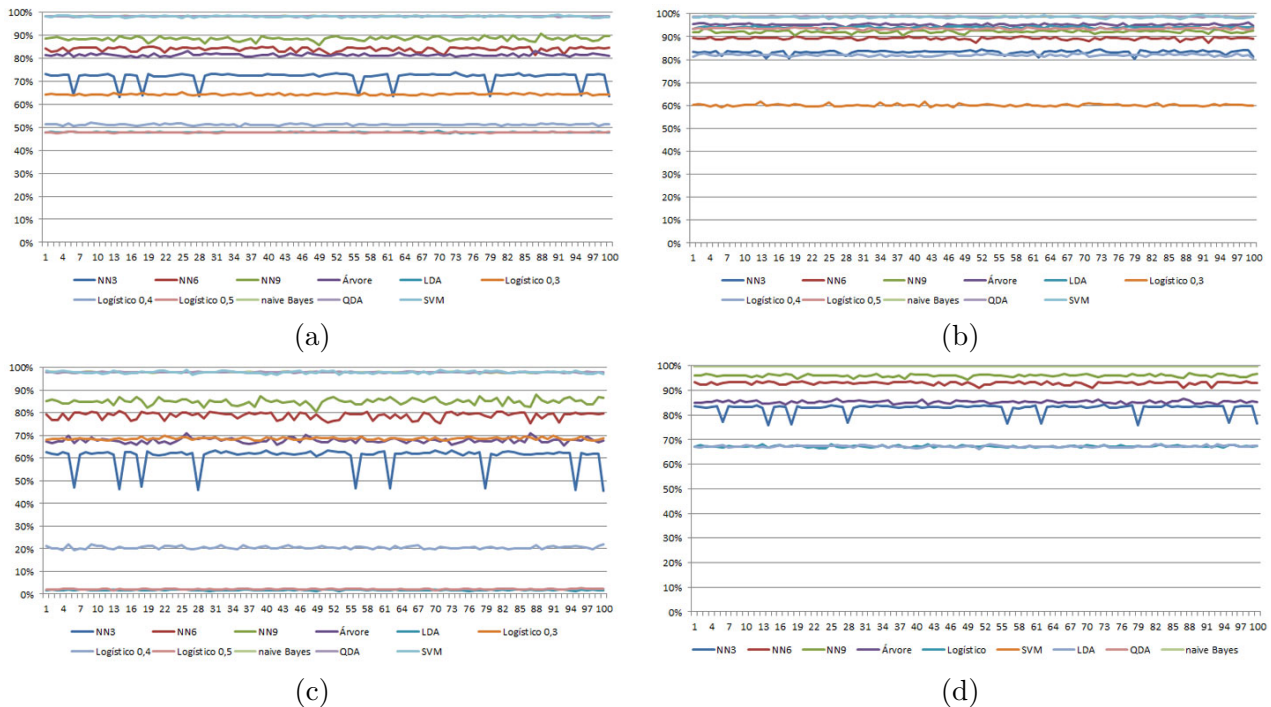 100%
90%
80%
70%
60%
50%
40%
30%
20%
10%
0%
1 4 7 10 13 16 19 22 25 28 31 34 37 40 43 46 49 52 55 58 61 64 67 70 73 76 79 82 85 88 91 94 97 100
NN3 NN6 NN9 Árvore LDA Logístico 0,3
Logístico 0,4 Logístico 0,5 naive Bayes QDA SVM
(a)
100%
90%
80%
70%
60%
50%
40%
30%
20%
10%
0%
1 4 7 10 13 16 19 22 25 28 31 34 37 40 43 46 49 52 55 58 61 64 67 70 73 76 79 82 85 88 91 94 97 100
NN3 NN6 NN9 Árvore LDA Logístico 0,3
Logístico 0,4 Logístico 0,5 naive Bayes QDA SVM
(b)
100%
90%
80%
70%
60%
50%
40%
30%
20%
10%
0%
1 4 7 10 13 16 19 22 25 28 31 34 37 40 43 46 49 52 55 58 61 64 67 70 73 76 79 82 85 88 91 94 97 100
NN3 NN6 NN9 Árvore LDA Logístico 0,3
Logístico 0,4 Logístico 0,5 naive Bayes QDA SVM
(c)
100%
90%
80%
70%
60%
50%
40%
30%
20%
10%
0%
1 4 7 10 13 16 19 22 25 28 31 34 37 40 43 46 49 52 55 58 61 64 67 70 73 76 79 82 85 88 91 94 97 100
NN3 NN6 NN9 Árvore Logístico SVM LDA QDA naive Bayes
(d)